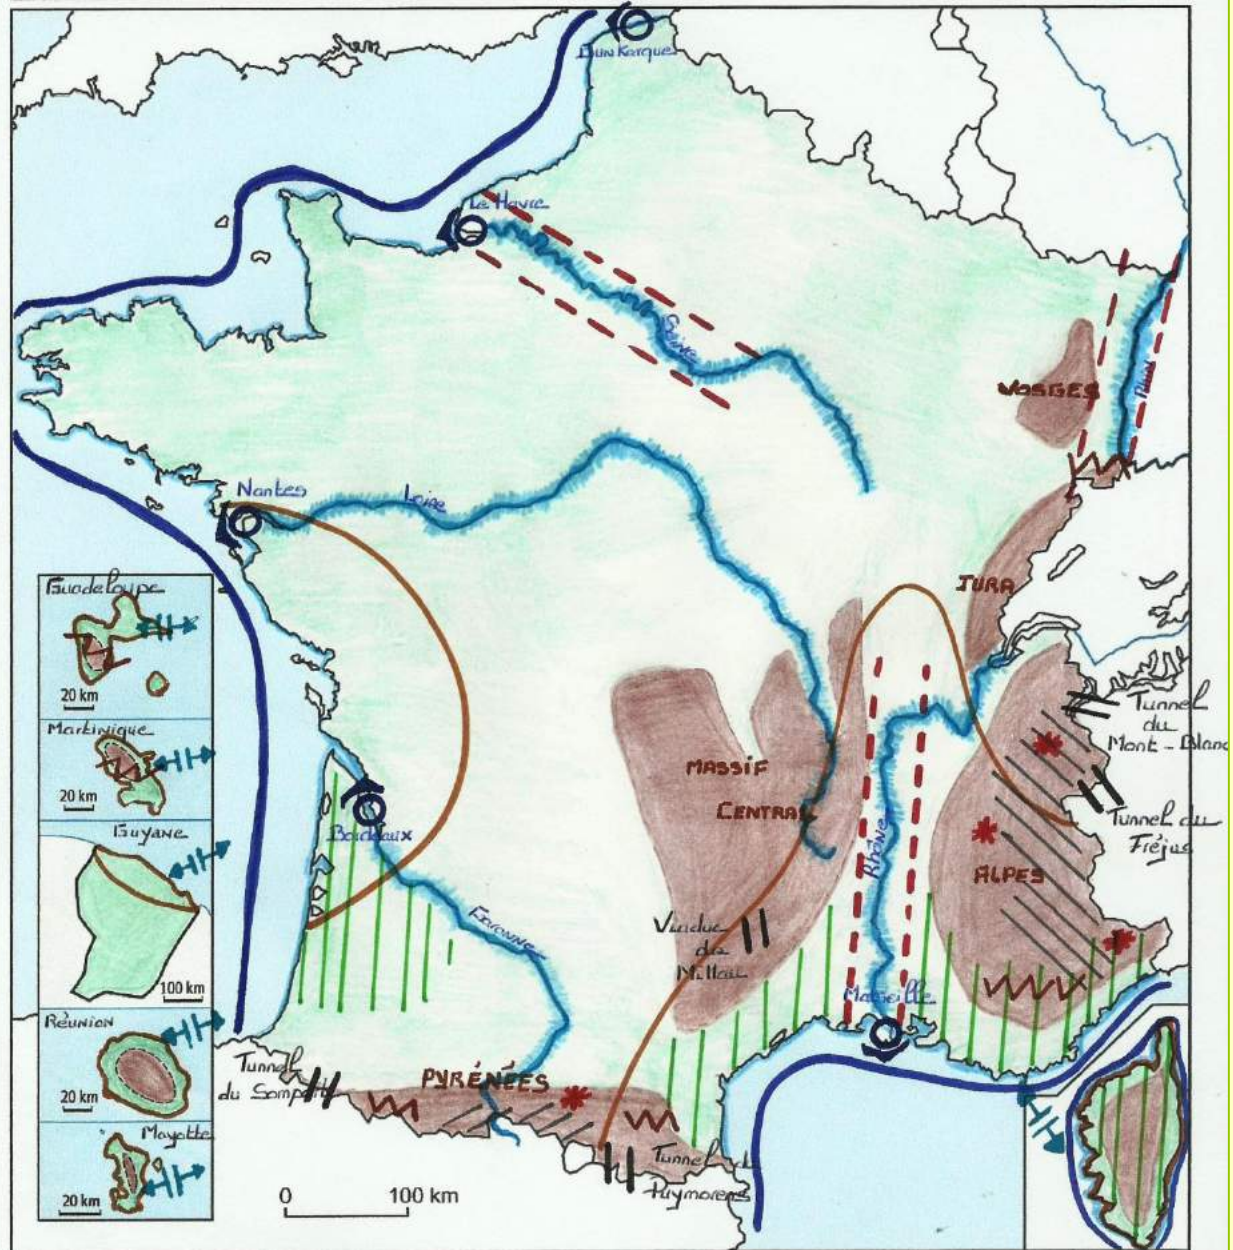 Dunkerque
Le Havre
Seine
VOSGES
Rhin
Nantes
Loire
JURA
Guadeloupe
20 km
Martinique
20 km
Guyane
100 km
Réunion
20 km
Mayotte
20 km
Tunnel
du
Mont-Blanc
Tunnel du
Fréjus
MASSIF
CENTRAL
Bordeaux
Rhône
ALPES
Garonne
Viaduc
de
Millau
Marseille
Tunnel
du Somport
PYRÉNÉES
Tunnel du
Puymorens
0 100 km